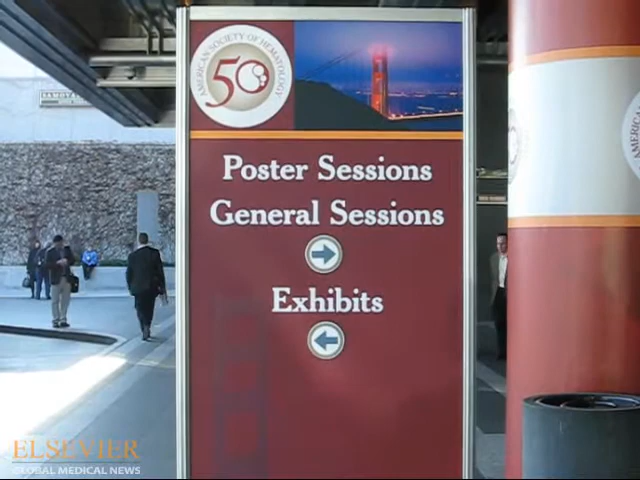 AMERICAN SOCIETY OF HEMATOLOGY
50
Poster Sessions
General Sessions
Exhibits
ELSEVIER
GLOBAL MEDICAL NEWS